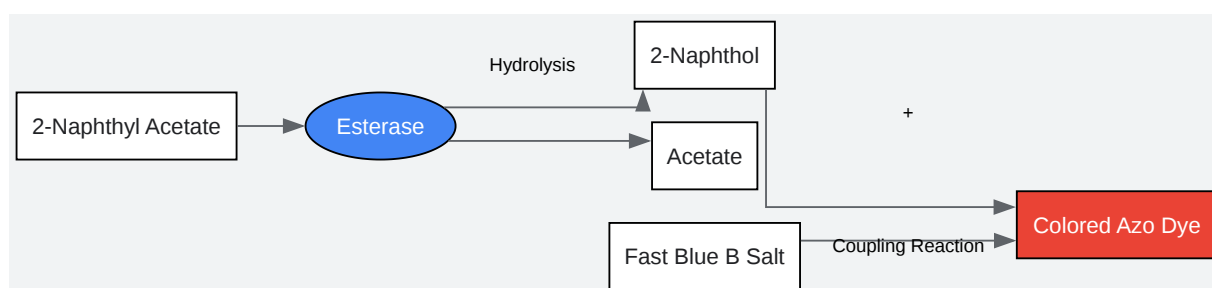 2-Naphthyl Acetate
Esterase
Hydrolysis
2-Naphthol
Acetate
+
Fast Blue B Salt
Coupling Reaction
Colored Azo Dye